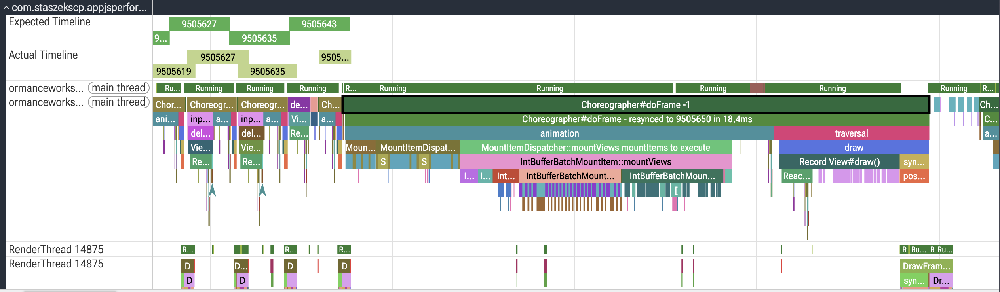 com.staszekscp.appjsperfor...
Expected Timeline
9505627 9505643
9... 9505635
Actual Timeline
9505627 9505...
9505619 9505635
ormanceworks... main thread Ru... Running Running Running R... Running Running Running Running Running R...
ormanceworks... main thread Chor... Choreogr... Choreogr... de... Ch... Choreographer#doFrame -1 Ch...
ani... inp... a... inp... a... Vi... a... Choreographer#doFrame - resynced to 9505650 in 18,4ms C...
del... del... Re... animation traversal a...
Vie... Vie... Moun... MountItemDispat... MountItemDispatcher::mountViews mountItems to execute draw
Re... Re... S S IntBufferBatchMountItem::mountViews Record View#draw() syn...
I... I... Int... IntBufferBatchMount... IntBufferBatchMoun... Reac... pos...
[
RenderThread 14875 R... R... R... R Ru... R Ru...
RenderThread 14875 D D... D D DrawFram...
D D syn... Dr...